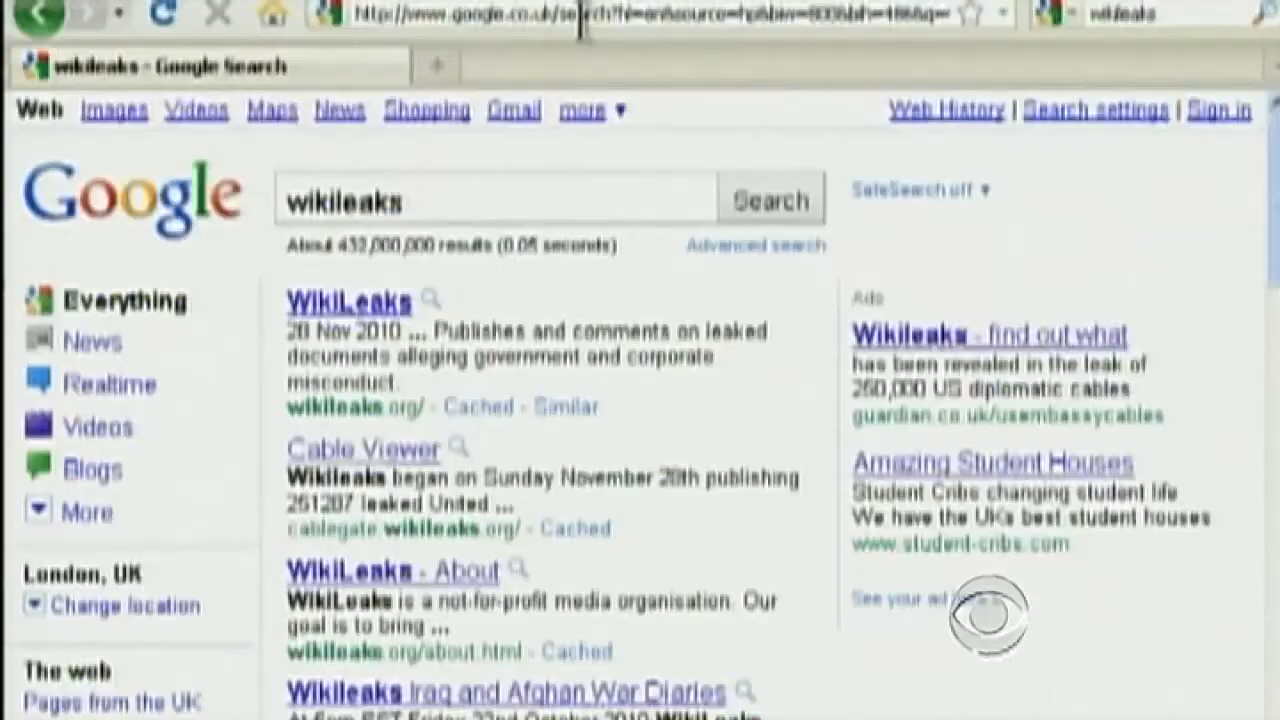 wikileaks
wikileaks - Google Search
Web Images Videos Maps News Shopping Gmail more
Web History | Search settings | Sign in
Google
wikileaks
Search
SafeSearch off
About 432,000,000 results (0.05 seconds)
Advanced search
Everything
News
Realtime
Videos
Blogs
More
London, UK
Change location
The web
Pages from the UK
WikiLeaks
28 Nov 2010 ... Publishes and comments on leaked
documents alleging government and corporate
misconduct.
wikileaks.org/ - Cached - Similar
Cable Viewer
Wikileaks began on Sunday November 28th publishing
251287 leaked United ...
cablegate.wikileaks.org/ - Cached
WikiLeaks - About
WikiLeaks is a not-for-profit media organisation. Our
goal is to bring ...
wikileaks.org/about.html - Cached
Wikileaks Iraq and Afghan War Diaries
Ads
Wikileaks - find out what
has been revealed in the leak of
250,000 US diplomatic cables
guardian.co.uk/usembassycables
Amazing Student Houses
Student Cribs changing student life
We have the UKs best student houses
www.student-cribs.com
See your ad